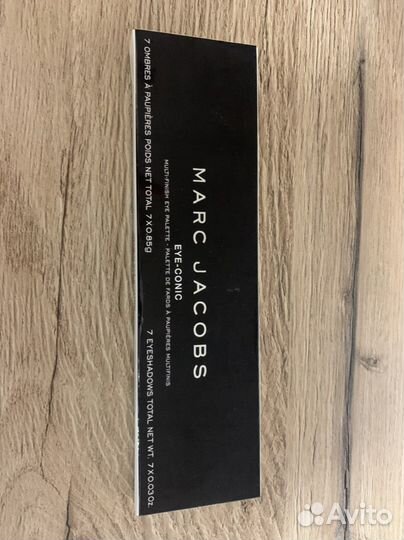 MARC JACOBS
EYE-CONIC
MULTI-FINISH EYE PALETTE - PALETTE DE FARDS À PAUPIÈRES MULTIFINIS
7 OMBRES À PAUPIÈRES POIDS NET TOTAL 7 X 0.85g
7 EYESHADOWS TOTAL NET WT. 7 X 0.03 Oz.
Avito